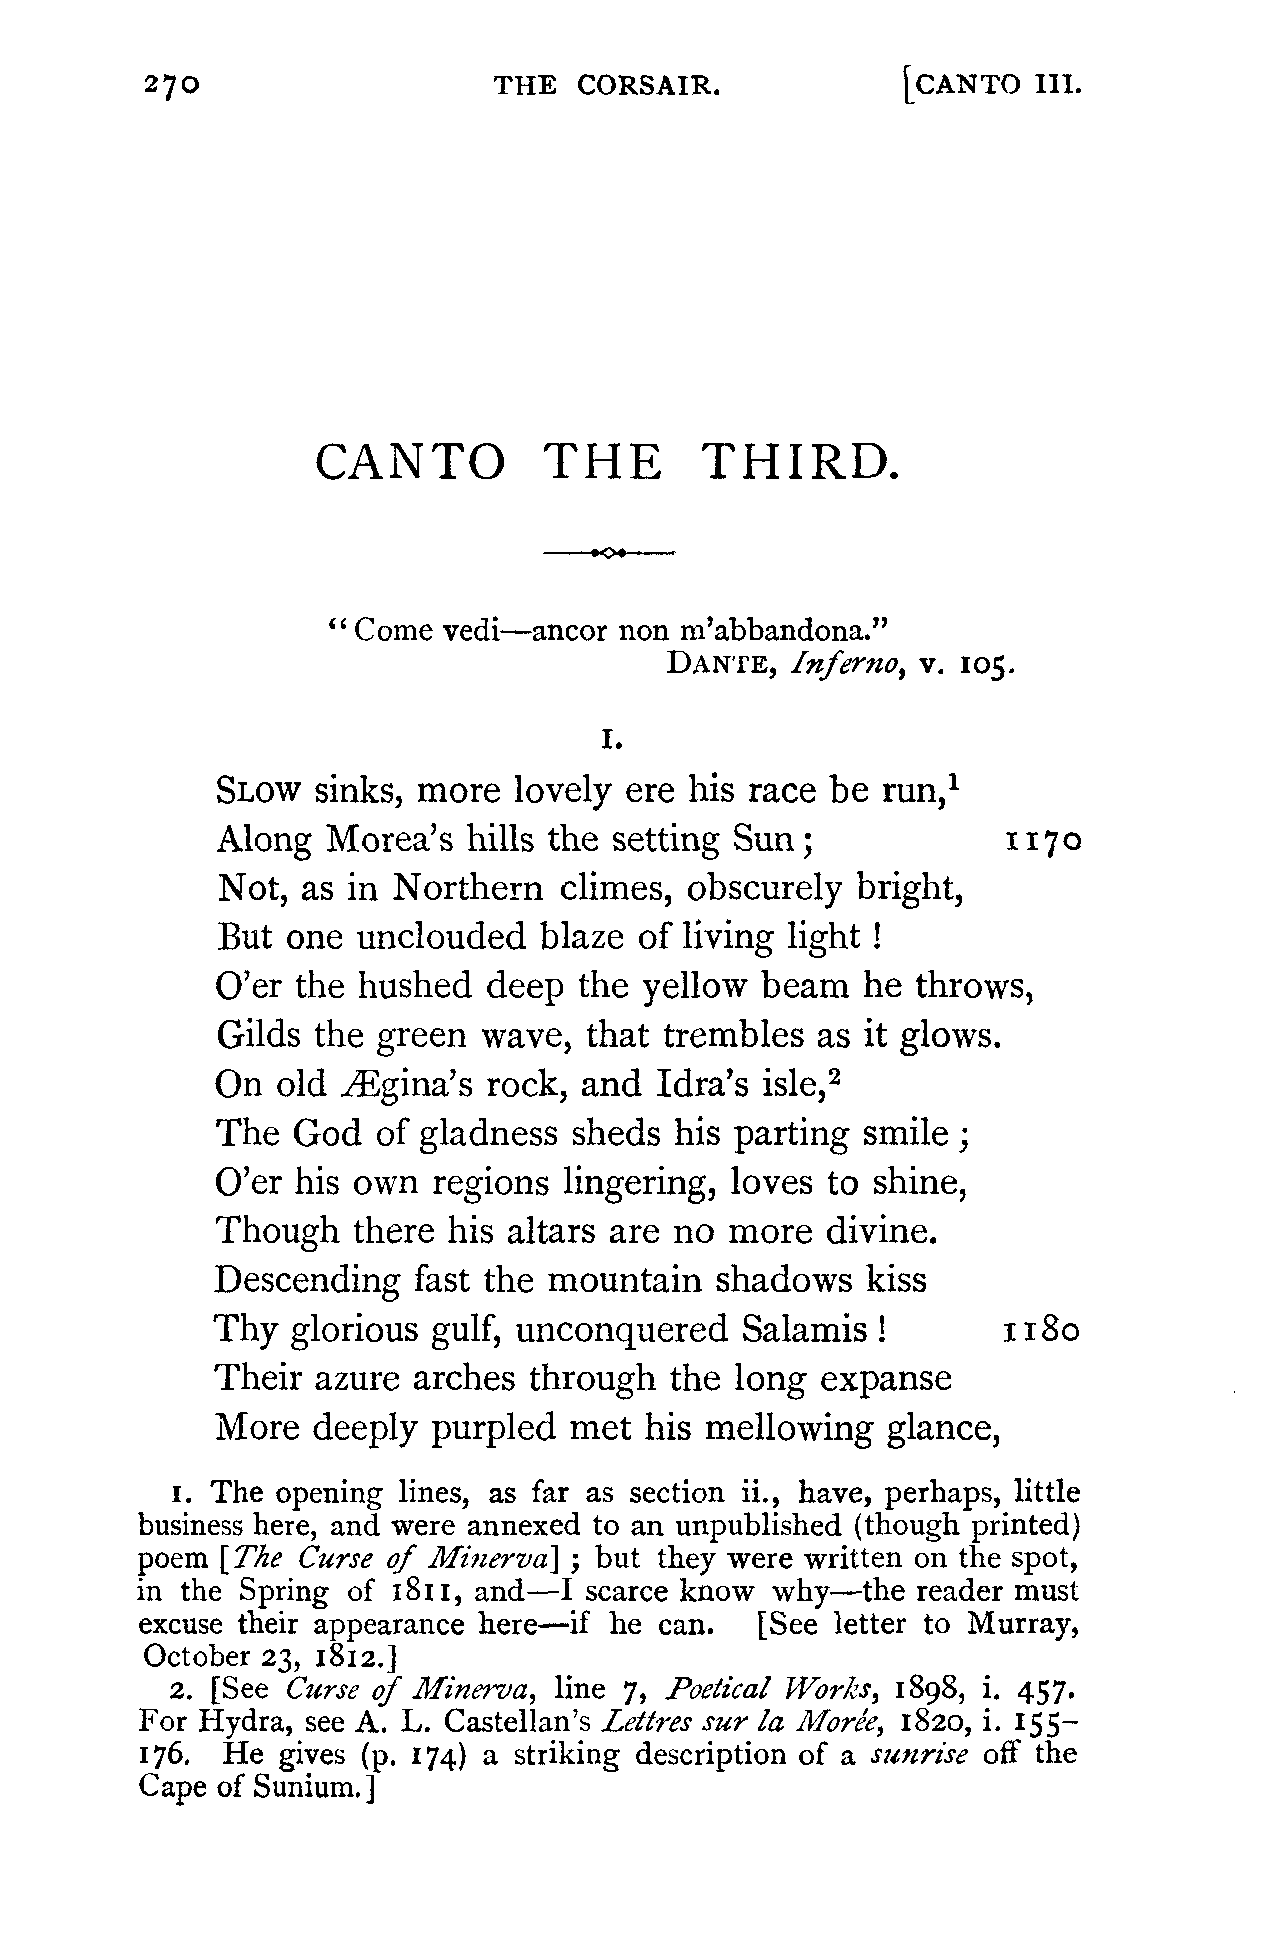 270 THE CORSAIR. [CANTO III.
CANTO THE THIRD.
"Come vedi—ancor non m'abbandona."
DANTE, Inferno, v. 105.
I.
SLOW sinks, more lovely ere his race be run,¹
Along Morea's hills the setting Sun; 1170
Not, as in Northern climes, obscurely bright,
But one unclouded blaze of living light!
O'er the hushed deep the yellow beam he throws,
Gilds the green wave, that trembles as it glows.
On old Ægina's rock, and Idra's isle,²
The God of gladness sheds his parting smile;
O'er his own regions lingering, loves to shine,
Though there his altars are no more divine.
Descending fast the mountain shadows kiss
Thy glorious gulf, unconquered Salamis! 1180
Their azure arches through the long expanse
More deeply purpled met his mellowing glance,
1. The opening lines, as far as section ii., have, perhaps, little
business here, and were annexed to an unpublished (though printed)
poem [The Curse of Minerva]; but they were written on the spot,
in the Spring of 1811, and—I scarce know why—the reader must
excuse their appearance here—if he can. [See letter to Murray,
October 23, 1812.]
2. [See Curse of Minerva, line 7, Poetical Works, 1898, i. 457.
For Hydra, see A. L. Castellan's Lettres sur la Morée, 1820, i. 155–
176. He gives (p. 174) a striking description of a sunrise off the
Cape of Sunium.]